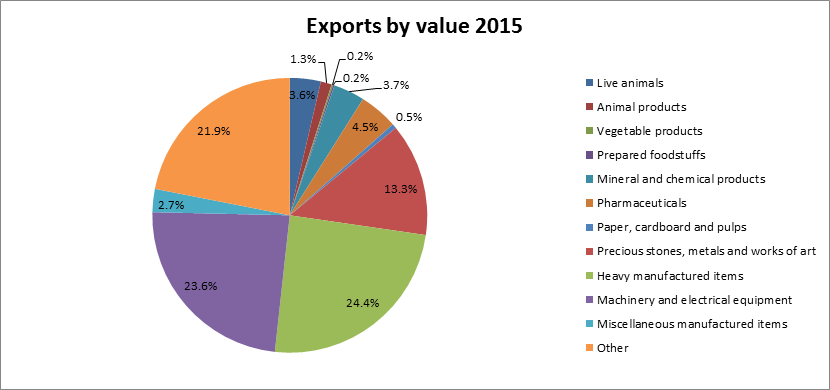 Exports by value 2015
1.3%
0.2%
0.2%
3.7%
3.6%
4.5%
0.5%
13.3%
24.4%
23.6%
2.7%
21.9%
Live animals
Animal products
Vegetable products
Prepared foodstuffs
Mineral and chemical products
Pharmaceuticals
Paper, cardboard and pulps
Precious stones, metals and works of art
Heavy manufactured items
Machinery and electrical equipment
Miscellaneous manufactured items
Other